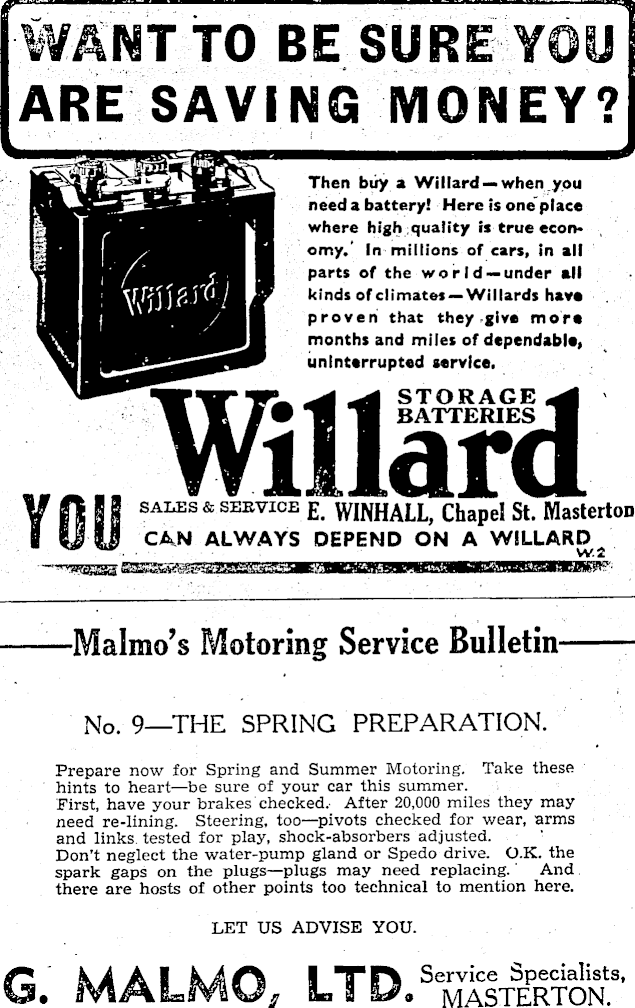 WANT TO BE SURE YOU
ARE SAVING MONEY?
Willard
Then buy a Willard—when you
need a battery! Here is one place
where high quality is true econ-
omy. In millions of cars, in all
parts of the world—under all
kinds of climates—Willards have
proven that they give more
months and miles of dependable,
uninterrupted service.
Willard
STORAGE
BATTERIES
SALES & SERVICE E. WINHALL, Chapel St. Masterton
YOU CAN ALWAYS DEPEND ON A WILLARD
W.2
Malmo's Motoring Service Bulletin
No. 9—THE SPRING PREPARATION.
Prepare now for Spring and Summer Motoring. Take these
hints to heart—be sure of your car this summer.
First, have your brakes checked. After 20,000 miles they may
need re-lining. Steering, too—pivots checked for wear, arms
and links tested for play, shock-absorbers adjusted.
Don't neglect the water-pump gland or Spedo drive. O.K. the
spark gaps on the plugs—plugs may need replacing. And
there are hosts of other points too technical to mention here.
LET US ADVISE YOU.
G. MALMO, LTD. Service Specialists,
MASTERTON.